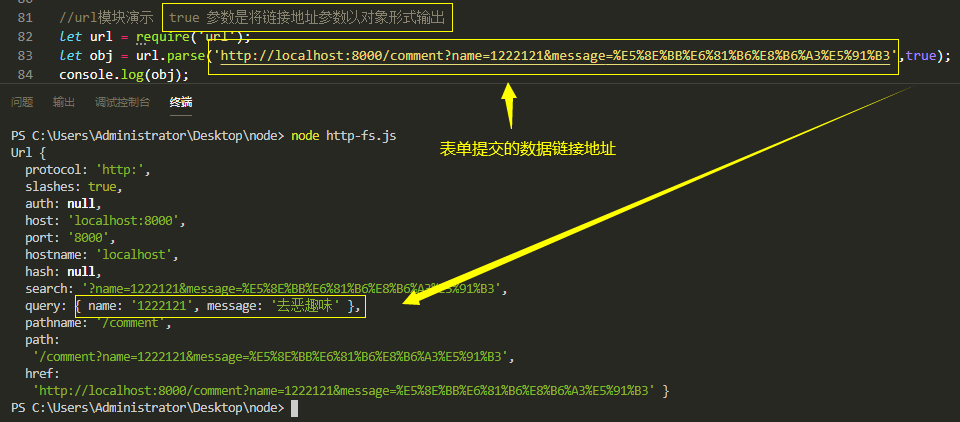 81 //url模块演示 true 参数是将链接地址参数以对象形式输出
82 let url = require('url');
83 let obj = url.parse('http://localhost:8000/comment?name=1222121&message=%E5%8E%BB%E6%81%B6%E8%B6%A3%E5%91%B3',true);
84 console.log(obj);
问题 输出 调试控制台 终端
表单提交的数据链接地址
PS C:\Users\Administrator\Desktop\node> node http-fs.js
Url {
protocol: 'http:',
slashes: true,
auth: null,
host: 'localhost:8000',
port: '8000',
hostname: 'localhost',
hash: null,
search: '?name=1222121&message=%E5%8E%BB%E6%81%B6%E8%B6%A3%E5%91%B3',
query: { name: '1222121', message: '去恶趣味' },
pathname: '/comment',
path:
'/comment?name=1222121&message=%E5%8E%BB%E6%81%B6%E8%B6%A3%E5%91%B3',
href:
'http://localhost:8000/comment?name=1222121&message=%E5%8E%BB%E6%81%B6%E8%B6%A3%E5%91%B3' }
PS C:\Users\Administrator\Desktop\node>